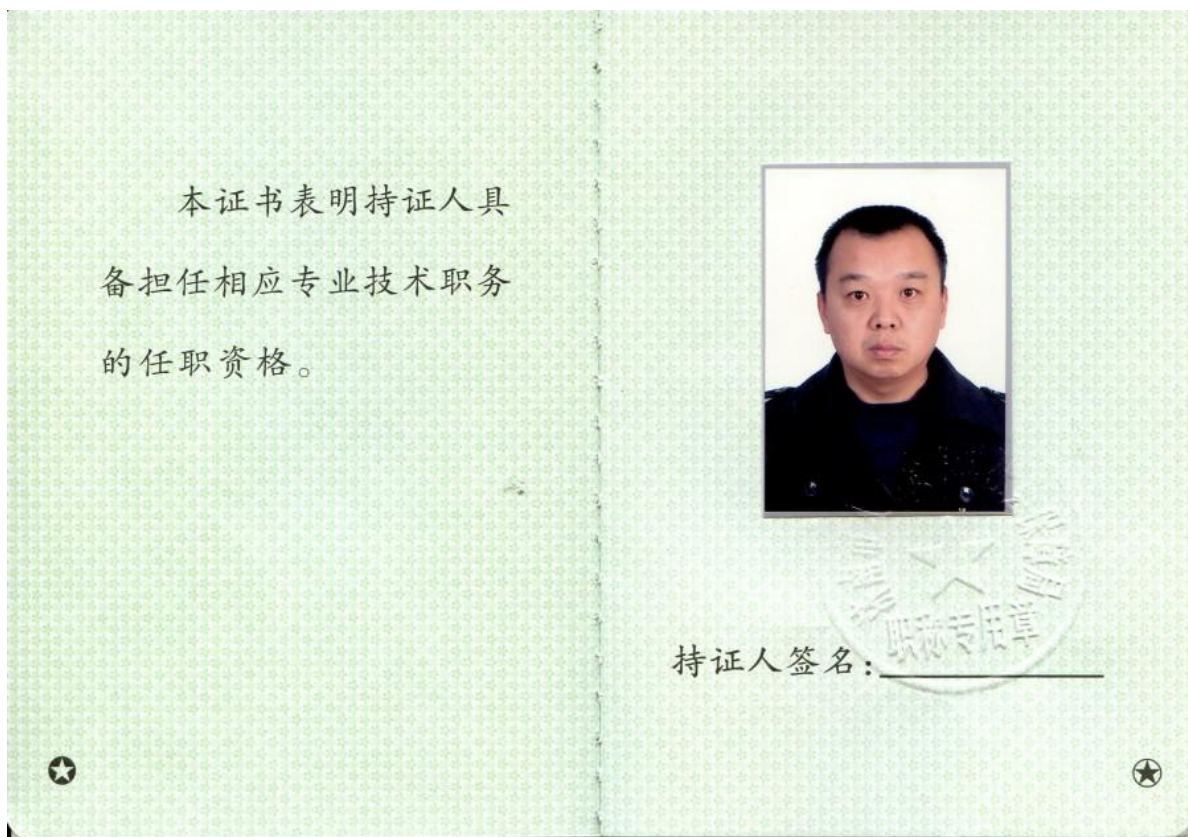 本证书表明持证人具
备担任相应专业技术职务
的任职资格。
职称专用章
持证人签名: